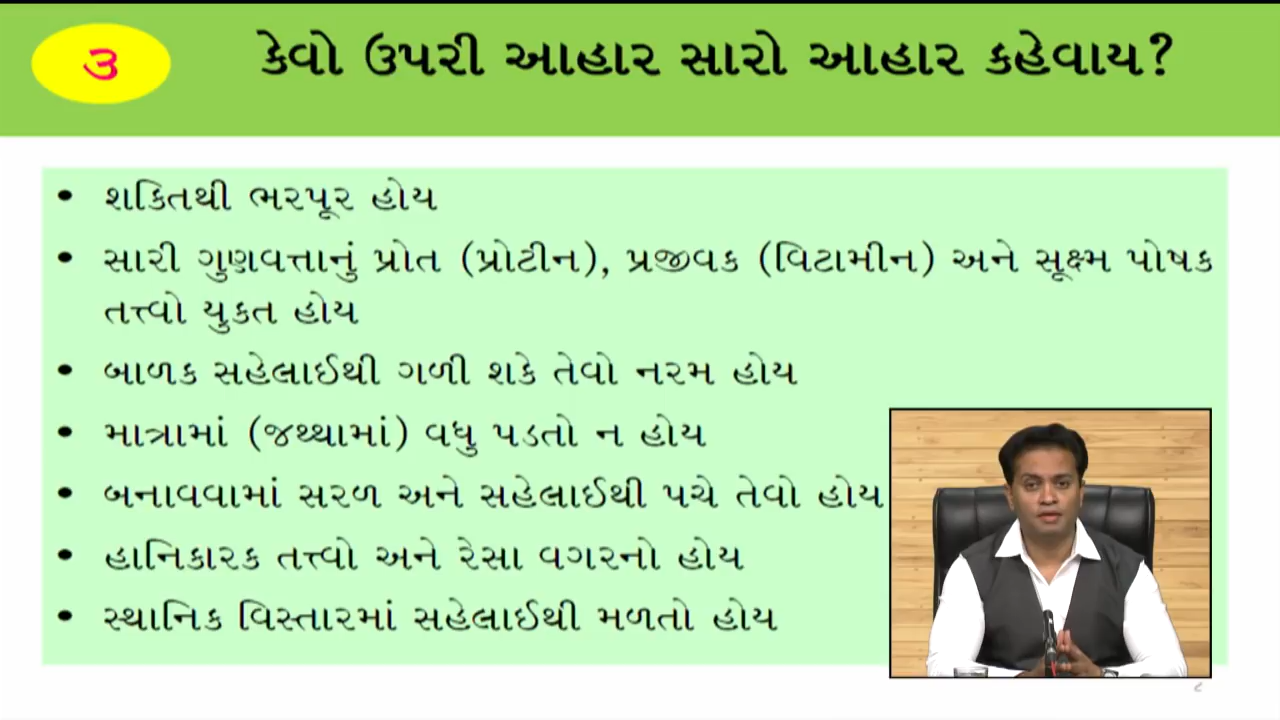 ૩
કેવો ઉપરી આહાર સારો આહાર કહેવાય?
• શકિતથી ભરપૂર હોય
• સારી ગુણવત્તાનું પ્રોત (પ્રોટીન), પ્રજીવક (વિટામીન) અને સૂક્ષ્મ પોષક
તત્ત્વો યુકત હોય
• બાળક સહેલાઈથી ગળી શકે તેવો નરમ હોય
• માત્રામાં (જથ્થામાં) વધુ પડતો ન હોય
• બનાવવામાં સરળ અને સહેલાઈથી પચે તેવો હોય
• હાનિકારક તત્ત્વો અને રેસા વગરનો હોય
• સ્થાનિક વિસ્તારમાં સહેલાઈથી મળતો હોય